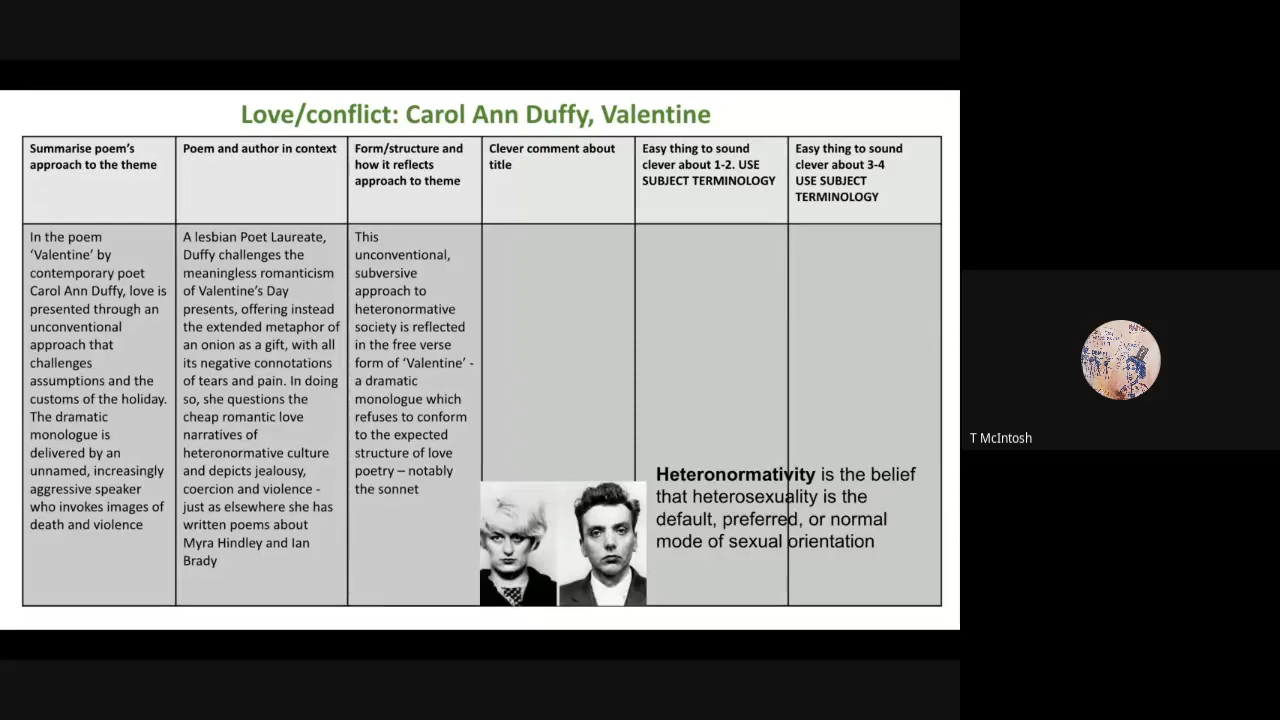 Love/conflict: Carol Ann Duffy, Valentine
Summarise poem's
approach to the theme
Poem and author in context
Form/structure and
how it reflects
approach to theme
Clever comment about
title
Easy thing to sound
clever about 1-2. USE
SUBJECT TERMINOLOGY
Easy thing to sound
clever about 3-4
USE SUBJECT
TERMINOLOGY
In the poem
‘Valentine’ by
contemporary poet
Carol Ann Duffy, love is
presented through an
unconventional
approach that
challenges
assumptions and the
customs of the holiday.
The dramatic
monologue is
delivered by an
unnamed, increasingly
aggressive speaker
who invokes images of
death and violence
A lesbian Poet Laureate,
Duffy challenges the
meaningless romanticism
of Valentine’s Day
presents, offering instead
the extended metaphor of
an onion as a gift, with all
its negative connotations
of tears and pain. In doing
so, she questions the
cheap romantic love
narratives of
heteronormative culture
and depicts jealousy,
coercion and violence -
just as elsewhere she has
written poems about
Myra Hindley and Ian
Brady
This
unconventional,
subversive
approach to
heteronormative
society is reflected
in the free verse
form of ‘Valentine’ -
a dramatic
monologue which
refuses to conform
to the expected
structure of love
poetry – notably
the sonnet
Heteronormativity is the belief
that heterosexuality is the
default, preferred, or normal
mode of sexual orientation
T McIntosh